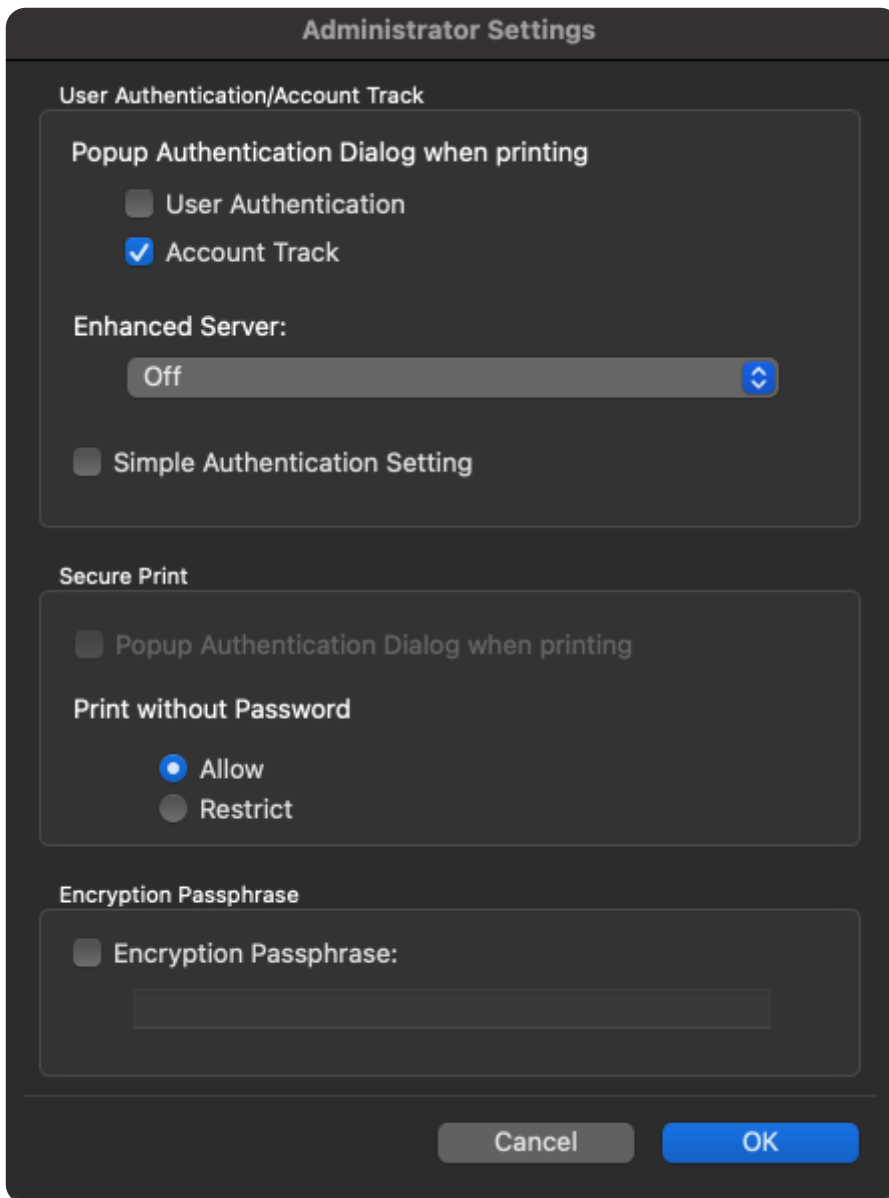 Administrator Settings
User Authentication/Account Track
Popup Authentication Dialog when printing
User Authentication
Account Track
Enhanced Server:
Off
Simple Authentication Setting
Secure Print
Popup Authentication Dialog when printing
Print without Password
Allow
Restrict
Encryption Passphrase
Encryption Passphrase:
Cancel OK